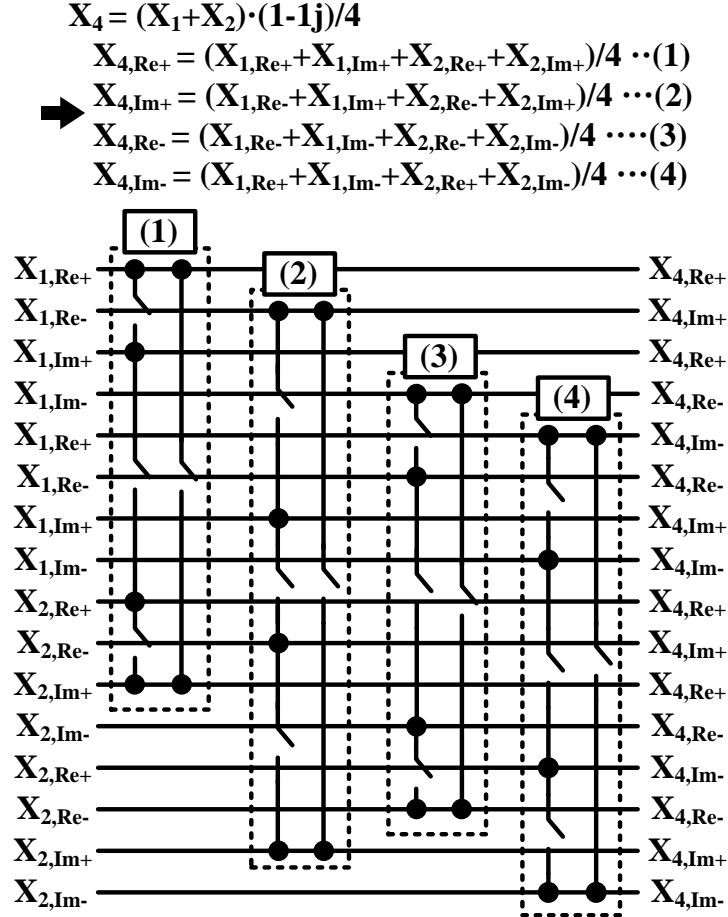 X4 = (X1+X2)·(1-1j)/4
X4,Re+ = (X1,Re+ + X1,Im+ + X2,Re+ + X2,Im+)/4 ··(1)
X4,Im+ = (X1,Re- + X1,Im+ + X2,Re- + X2,Im+)/4 ···(2)
X4,Re- = (X1,Re- + X1,Im- + X2,Re- + X2,Im-)/4 ····(3)
X4,Im- = (X1,Re+ + X1,Im- + X2,Re+ + X2,Im-)/4 ···(4)
(1)
X1,Re+ (2) X4,Re+
X1,Re- X4,Im+
X1,Im+ (3) X4,Re+
X1,Im- (4) X4,Re-
X1,Re+ X4,Im-
X1,Re- X4,Re-
X1,Im+ X4,Im+
X1,Im- X4,Im-
X2,Re+ X4,Re+
X2,Re- X4,Im+
X2,Im+ X4,Re+
X2,Im- X4,Re-
X2,Re+ X4,Im-
X2,Re- X4,Re-
X2,Im+ X4,Im+
X2,Im- X4,Im-